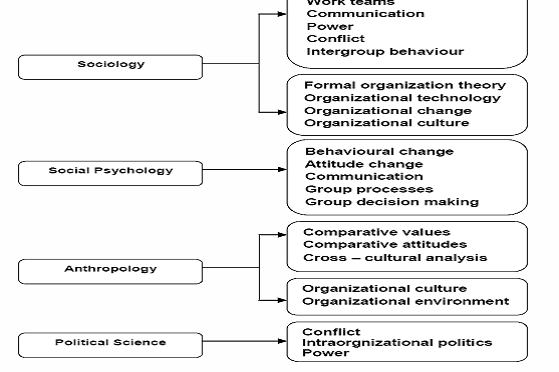 Work teams
Communication
Power
Conflict
Intergroup behaviour
Sociology
Formal organization theory
Organizational technology
Organizational change
Organizational culture
Behavioural change
Attitude change
Communication
Group processes
Group decision making
Social Psychology
Comparative values
Comparative attitudes
Cross – cultural analysis
Anthropology
Organizational culture
Organizational environment
Conflict
Intraorgnizational politics
Power
Political Science